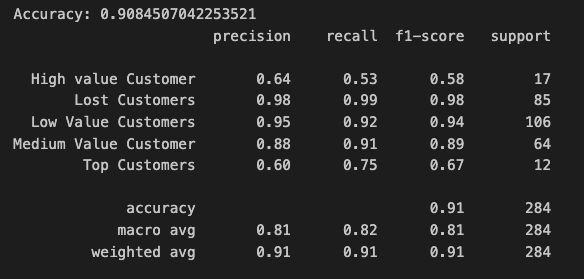 Accuracy: 0.9084507042253521
precision recall f1-score support
High value Customer 0.64 0.53 0.58 17
Lost Customers 0.98 0.99 0.98 85
Low Value Customers 0.95 0.92 0.94 106
Medium Value Customer 0.88 0.91 0.89 64
Top Customers 0.60 0.75 0.67 12
accuracy 0.91 284
macro avg 0.81 0.82 0.81 284
weighted avg 0.91 0.91 0.91 284